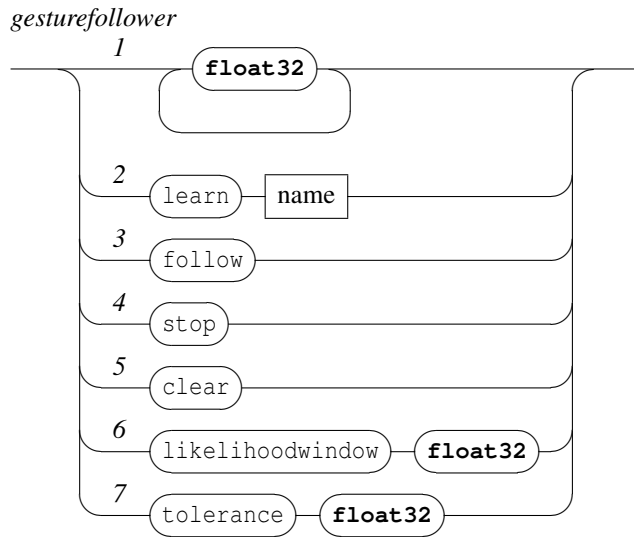 gesturefollower
1 float32
2 learn name
3 follow
4 stop
5 clear
6 likelihoodwindow float32
7 tolerance float32